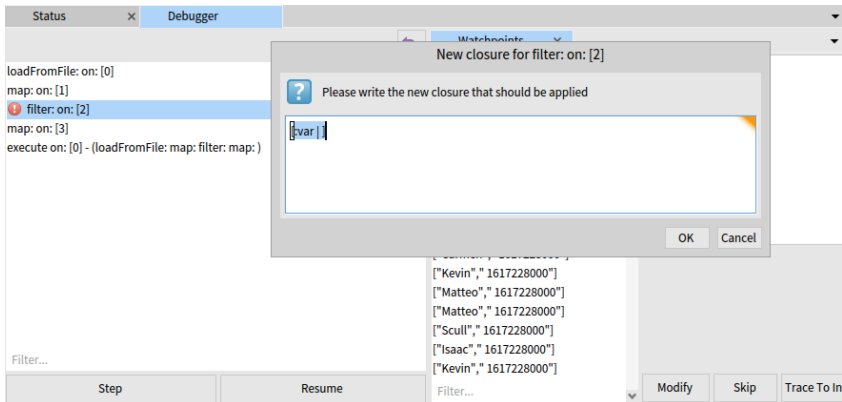 Status × Debugger
Watchpoints ×
New closure for filter: on: [2]
Please write the new closure that should be applied
[:var | ]
OK Cancel
loadFromFile: on: [0]
map: on: [1]
filter: on: [2]
map: on: [3]
execute on: [0] - (loadFromFile: map: filter: map: )
["Kevin"," 1617228000"]
["Matteo"," 1617228000"]
["Matteo"," 1617228000"]
["Scull"," 1617228000"]
["Isaac"," 1617228000"]
["Kevin"," 1617228000"]
Filter...
Filter...
Step Resume
Modify Skip Trace To In